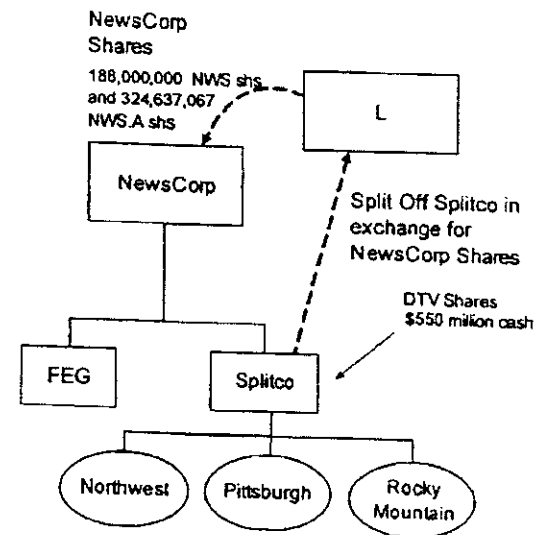 NewsCorp
Shares
188,000,000 NWS shs
and 324,637,067
NWS.A shs
L
NewsCorp
Split Off Splitco in
exchange for
NewsCorp Shares
DTV Shares
$550 million cash
FEG
Splitco
Northwest
Pittsburgh
Rocky
Mountain